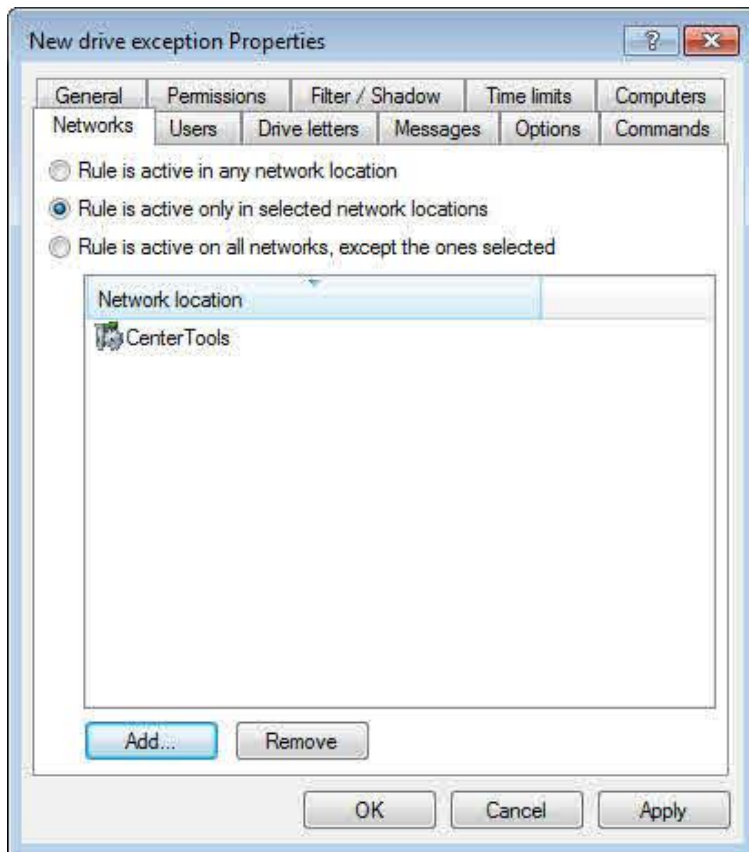 New drive exception Properties
General Permissions Filter / Shadow Time limits Computers
Networks Users Drive letters Messages Options Commands
Rule is active in any network location
Rule is active only in selected network locations
Rule is active on all networks, except the ones selected
Network location
CenterTools
Add... Remove
OK Cancel Apply